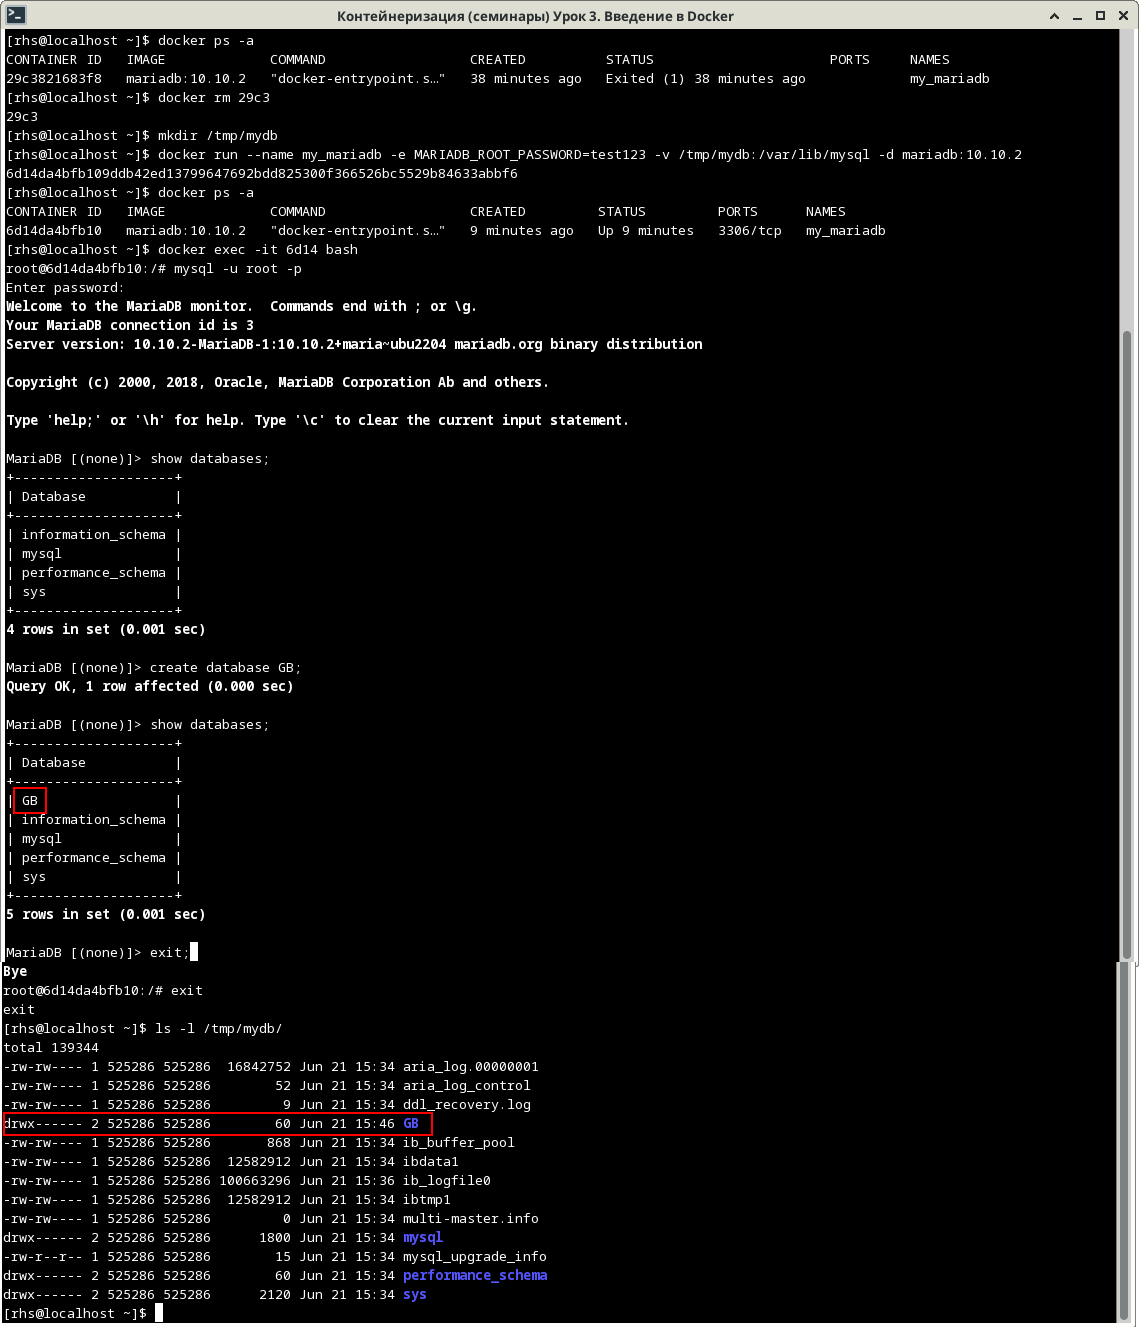 Контейнеризация (семинары) Урок 3. Введение в Docker
[rhs@localhost ~]$ docker ps -a
CONTAINER ID   IMAGE             COMMAND                  CREATED          STATUS                      PORTS     NAMES
29c3821683f8   mariadb:10.10.2   "docker-entrypoint.s…"   38 minutes ago   Exited (1) 38 minutes ago             my_mariadb
[rhs@localhost ~]$ docker rm 29c3
29c3
[rhs@localhost ~]$ mkdir /tmp/mydb
[rhs@localhost ~]$ docker run --name my_mariadb -e MARIADB_ROOT_PASSWORD=test123 -v /tmp/mydb:/var/lib/mysql -d mariadb:10.10.2
6d14da4bfb109ddb42ed13799647692bdd825300f366526bc5529b84633abbf6
[rhs@localhost ~]$ docker ps -a
CONTAINER ID   IMAGE             COMMAND                  CREATED         STATUS         PORTS      NAMES
6d14da4bfb10   mariadb:10.10.2   "docker-entrypoint.s…"   9 minutes ago   Up 9 minutes   3306/tcp   my_mariadb
[rhs@localhost ~]$ docker exec -it 6d14 bash
root@6d14da4bfb10:/# mysql -u root -p
Enter password:
Welcome to the MariaDB monitor.  Commands end with ; or \g.
Your MariaDB connection id is 3
Server version: 10.10.2-MariaDB-1:10.10.2+maria~ubu2204 mariadb.org binary distribution
Copyright (c) 2000, 2018, Oracle, MariaDB Corporation Ab and others.
Type 'help;' or '\h' for help. Type '\c' to clear the current input statement.
MariaDB [(none)]> show databases;
+--------------------+
| Database           |
+--------------------+
| information_schema |
| mysql              |
| performance_schema |
| sys                |
+--------------------+
4 rows in set (0.001 sec)
MariaDB [(none)]> create database GB;
Query OK, 1 row affected (0.000 sec)
MariaDB [(none)]> show databases;
+--------------------+
| Database           |
+--------------------+
| GB                 |
| information_schema |
| mysql              |
| performance_schema |
| sys                |
+--------------------+
5 rows in set (0.001 sec)
MariaDB [(none)]> exit;
Bye
root@6d14da4bfb10:/# exit
exit
[rhs@localhost ~]$ ls -l /tmp/mydb/
total 139344
-rw-rw---- 1 525286 525286  16842752 Jun 21 15:34 aria_log.00000001
-rw-rw---- 1 525286 525286        52 Jun 21 15:34 aria_log_control
-rw-rw---- 1 525286 525286         9 Jun 21 15:34 ddl_recovery.log
drwx------ 2 525286 525286        60 Jun 21 15:46 GB
-rw-rw---- 1 525286 525286       868 Jun 21 15:34 ib_buffer_pool
-rw-rw---- 1 525286 525286  12582912 Jun 21 15:34 ibdata1
-rw-rw---- 1 525286 525286 100663296 Jun 21 15:36 ib_logfile0
-rw-rw---- 1 525286 525286  12582912 Jun 21 15:34 ibtmp1
-rw-rw---- 1 525286 525286         0 Jun 21 15:34 multi-master.info
drwx------ 2 525286 525286      1800 Jun 21 15:34 mysql
-rw-r--r-- 1 525286 525286        15 Jun 21 15:34 mysql_upgrade_info
drwx------ 2 525286 525286        60 Jun 21 15:34 performance_schema
drwx------ 2 525286 525286      2120 Jun 21 15:34 sys
[rhs@localhost ~]$